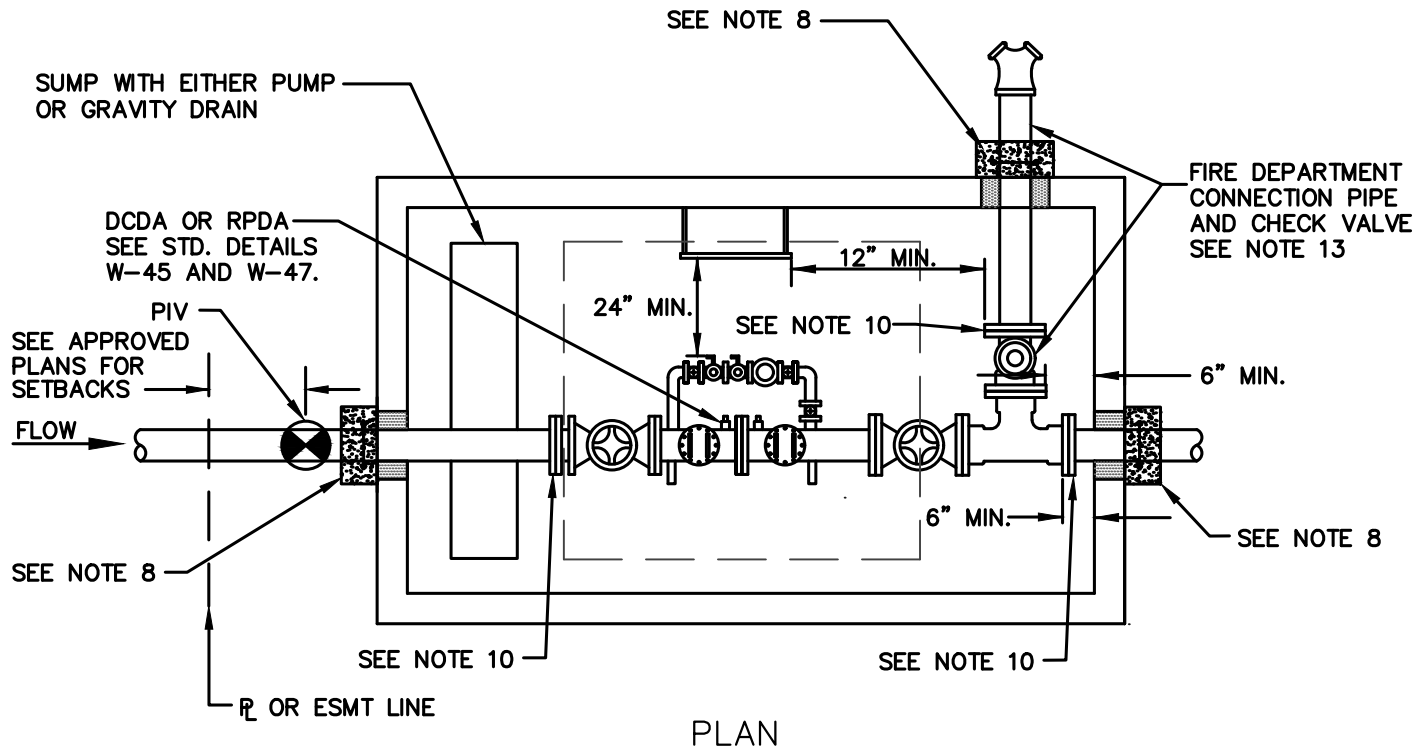 SEE NOTE 8
SUMP WITH EITHER PUMP
OR GRAVITY DRAIN
FIRE DEPARTMENT
CONNECTION PIPE
AND CHECK VALVE
SEE NOTE 13
DCDA OR RPDA
SEE STD. DETAILS
W-45 AND W-47.
12" MIN.
24" MIN.
PIV
SEE NOTE 10
SEE APPROVED
PLANS FOR
SETBACKS
6" MIN.
FLOW
6" MIN.
SEE NOTE 8
SEE NOTE 8
SEE NOTE 10
SEE NOTE 10
PL OR ESMT LINE
PLAN